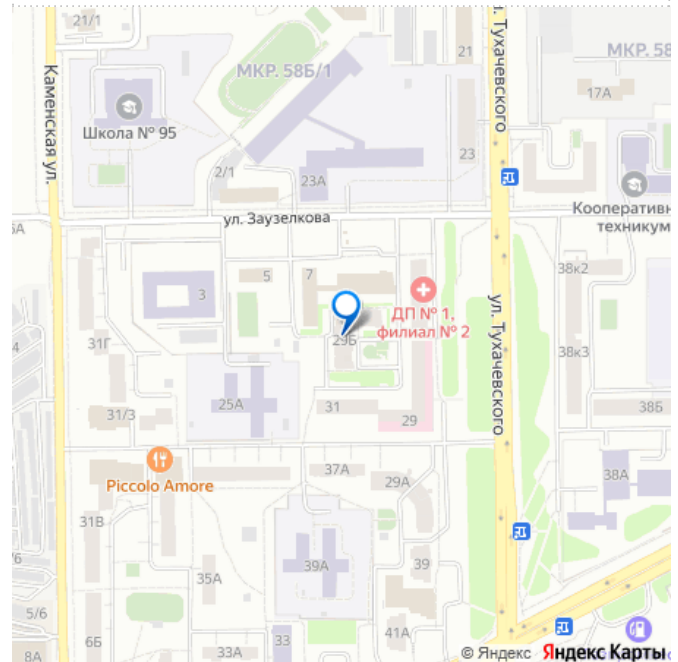 21/1
МКР. 58Б/1
21
МКР. 58
17А
Школа № 95
Каменская ул.
л. Тухачевского
2/1
23А
23
Кооперативн
техникум
ул. Заузелкова
5А
3
5
7
ДП № 1,
филиал № 2
38к2
ул. Тухачевского
4
31Г
29Б
38к3
25А
31
29
38Б
31/3
Piccolo Amore
37А
29А
38А
31В
35А
39А
39
/6
5/6
6Б
33
41А
8А
33А
© Яндекс Яндекс Карты